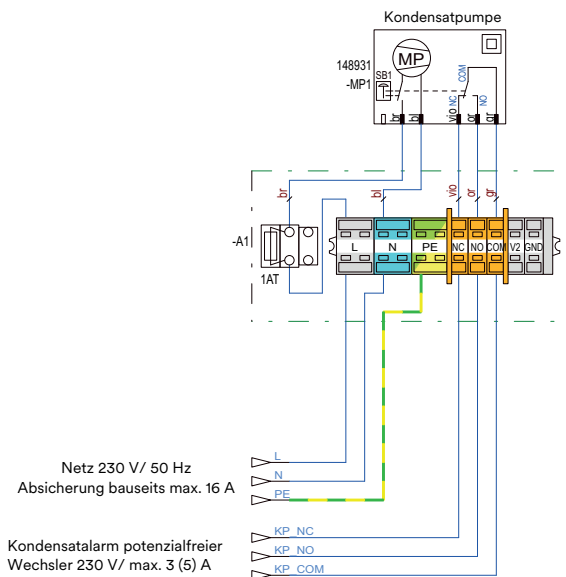 Kondensatpumpe
148931
-MP1
SB1
MP
COM
NC
NO
br
bl
vio
or
gr
br
bl
vio
or
gr
-A1
1AT
L
N
PE
NC
NO
COM
V2
GND
Netz 230 V/ 50 Hz
Absicherung bauseits max. 16 A
L
N
PE
Kondensatalarm potenzialfreier
Wechsler 230 V/ max. 3 (5) A
KP_NC
KP_NO
KP_COM